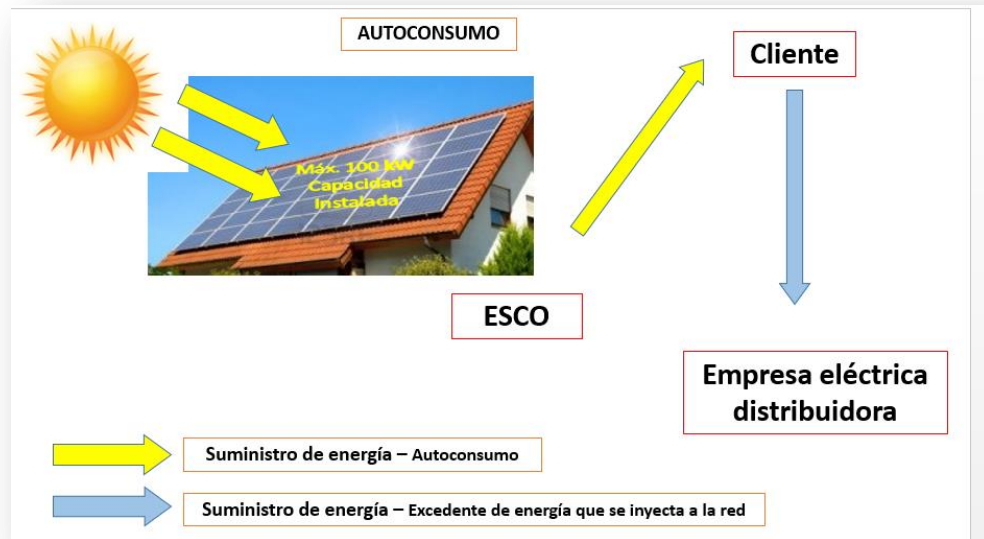 AUTOCONSUMO
Cliente
Máx. 100 kW
Capacidad
Instalada
ESCO
Empresa eléctrica
distribuidora
Suministro de energía – Autoconsumo
Suministro de energía – Excedente de energía que se inyecta a la red